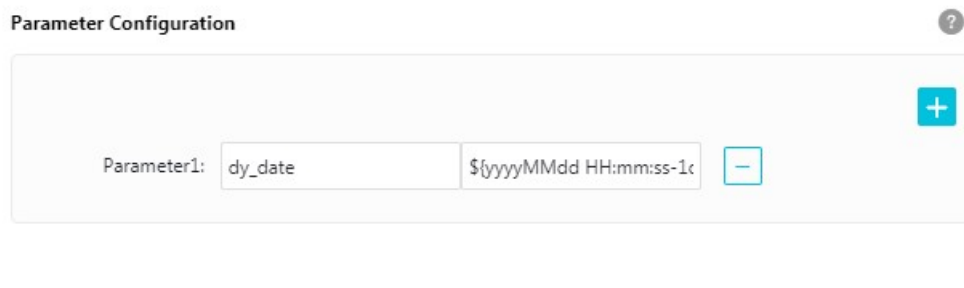 Parameter Configuration
?
+
Parameter1: dy_date ${yyyyMMdd HH:mm:ss-1d −